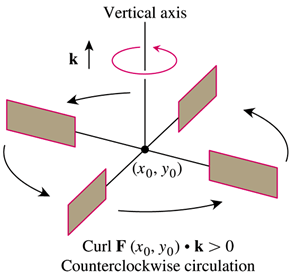 Vertical axis
k
(x₀, y₀)
Curl F (x₀, y₀) • k > 0
Counterclockwise circulation